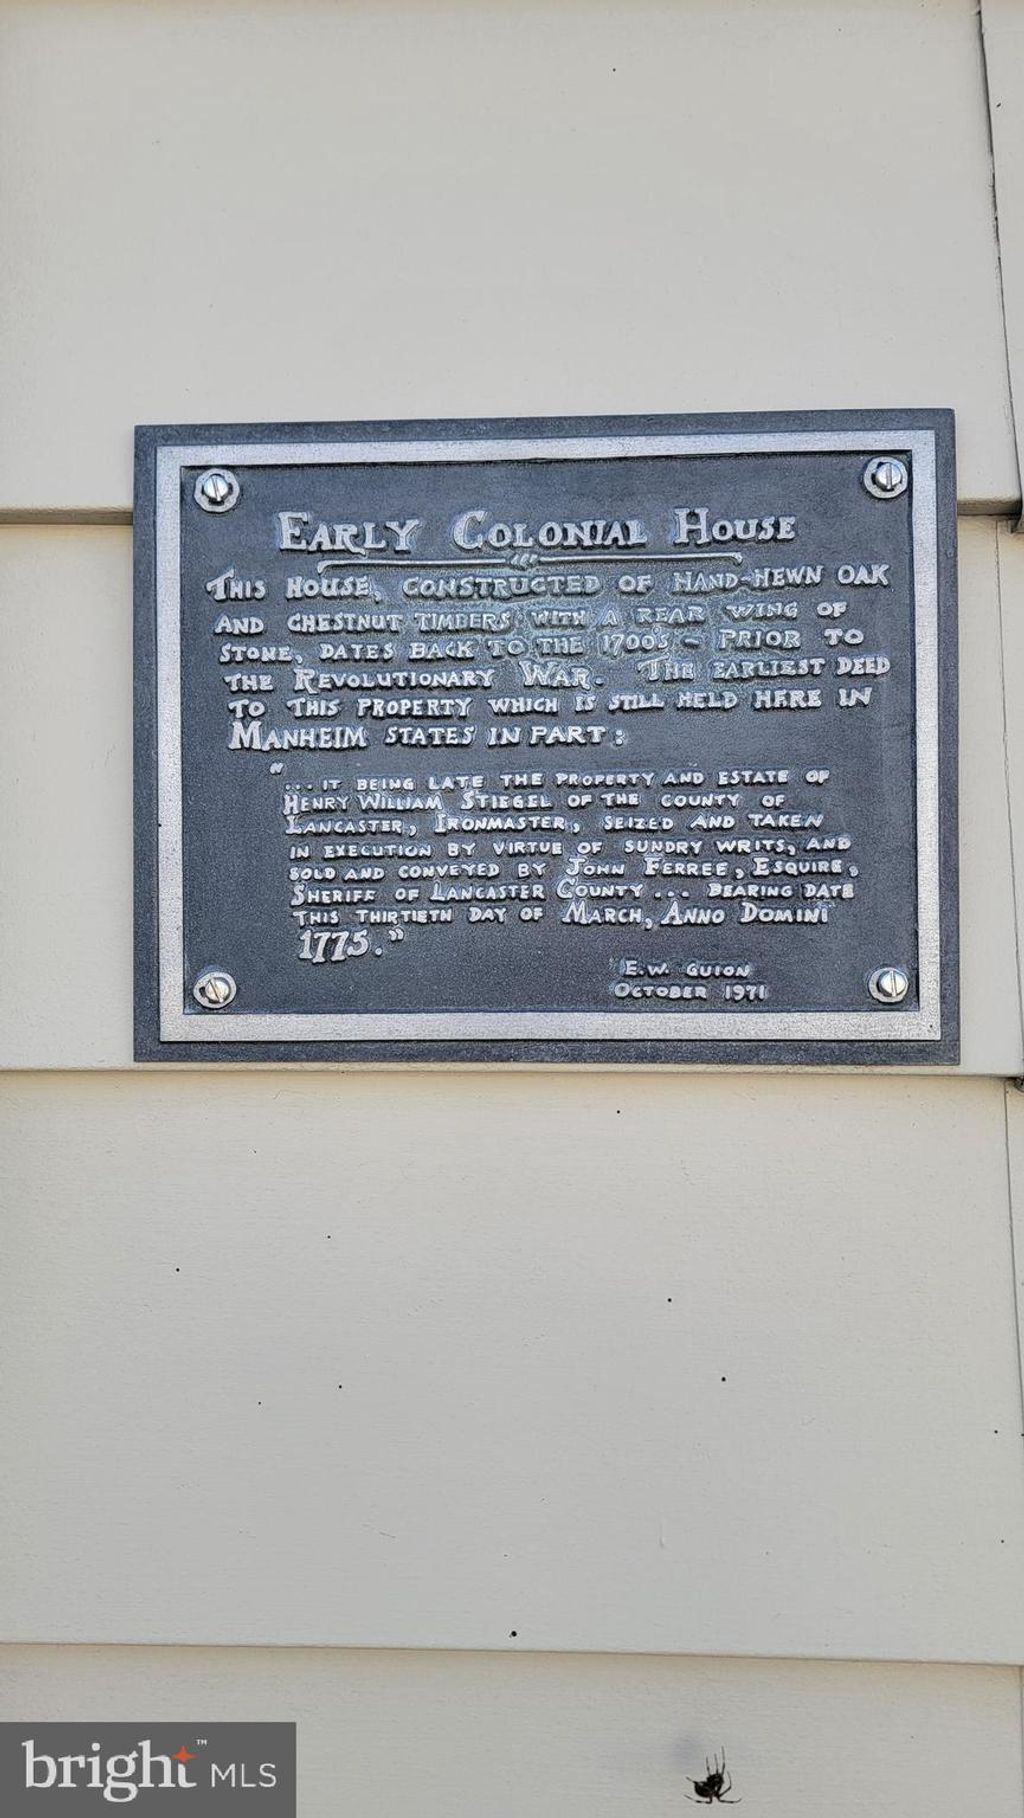 EARLY COLONIAL HOUSE
THIS HOUSE, CONSTRUCTED OF HAND-HEWN OAK
AND CHESTNUT TIMBERS WITH A REAR WING OF
STONE, DATES BACK TO THE 1700S - PRIOR TO
THE REVOLUTIONARY WAR. THE EARLIEST DEED
TO THIS PROPERTY WHICH IS STILL HELD HERE IN
MANHEIM STATES IN PART:
"... IT BEING LATE THE PROPERTY AND ESTATE OF
HENRY WILLIAM STIEGEL OF THE COUNTY OF
LANCASTER, IRONMASTER, SEIZED AND TAKEN
IN EXECUTION BY VIRTUE OF SUNDRY WRITS, AND
SOLD AND CONVEYED BY JOHN FERREE, ESQUIRE,
SHERIFF OF LANCASTER COUNTY ... BEARING DATE
THIS THIRTIETH DAY OF MARCH, ANNO DOMINI
1775."
E.W. GUION
OCTOBER 1971
bright™ MLS